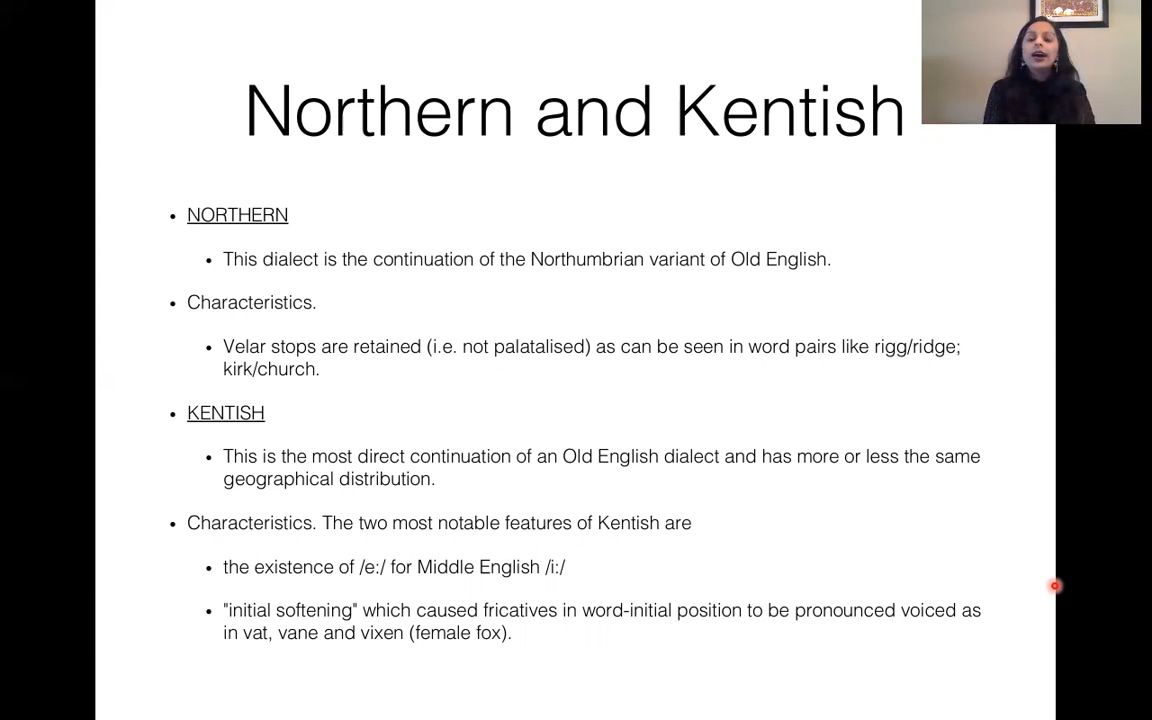 Northern and Kentish
• NORTHERN
• This dialect is the continuation of the Northumbrian variant of Old English.
• Characteristics.
• Velar stops are retained (i.e. not palatalised) as can be seen in word pairs like rigg/ridge;
kirk/church.
• KENTISH
• This is the most direct continuation of an Old English dialect and has more or less the same
geographical distribution.
• Characteristics. The two most notable features of Kentish are
• the existence of /e:/ for Middle English /i:/
• "initial softening" which caused fricatives in word-initial position to be pronounced voiced as
in vat, vane and vixen (female fox).